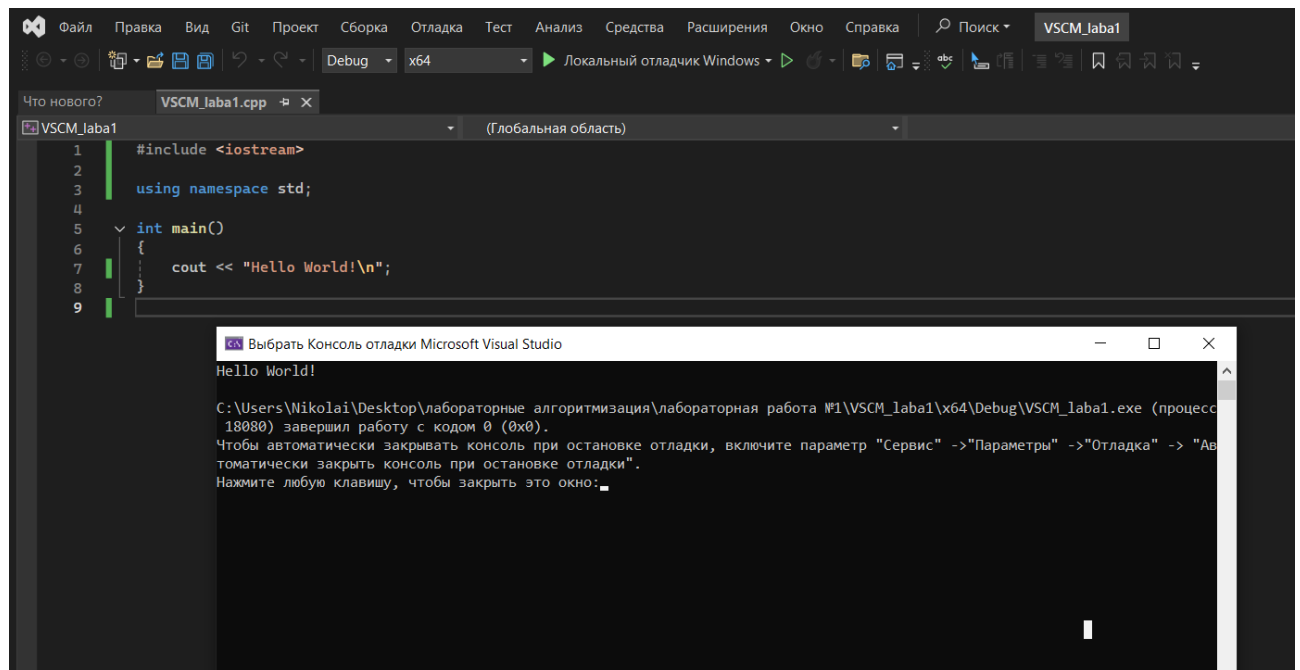 Файл Правка Вид Git Проект Сборка Отладка Тест Анализ Средства Расширения Окно Справка Поиск VSCM_laba1
Debug x64 Локальный отладчик Windows abc
Что нового? VSCM_laba1.cpp
VSCM_laba1 (Глобальная область)
1 #include <iostream>
2
3 using namespace std;
4
5 int main()
6 {
7 cout << "Hello World!\n";
8 }
9
C:\ Выбрать Консоль отладки Microsoft Visual Studio
Hello World!
C:\Users\Nikolai\Desktop\лабораторные алгоритмизация\лабораторная работа №1\VSCM_laba1\x64\Debug\VSCM_laba1.exe (процесс
18080) завершил работу с кодом 0 (0x0).
Чтобы автоматически закрывать консоль при остановке отладки, включите параметр "Сервис" ->"Параметры" ->"Отладка" -> "Ав
томатически закрыть консоль при остановке отладки".
Нажмите любую клавишу, чтобы закрыть это окно: